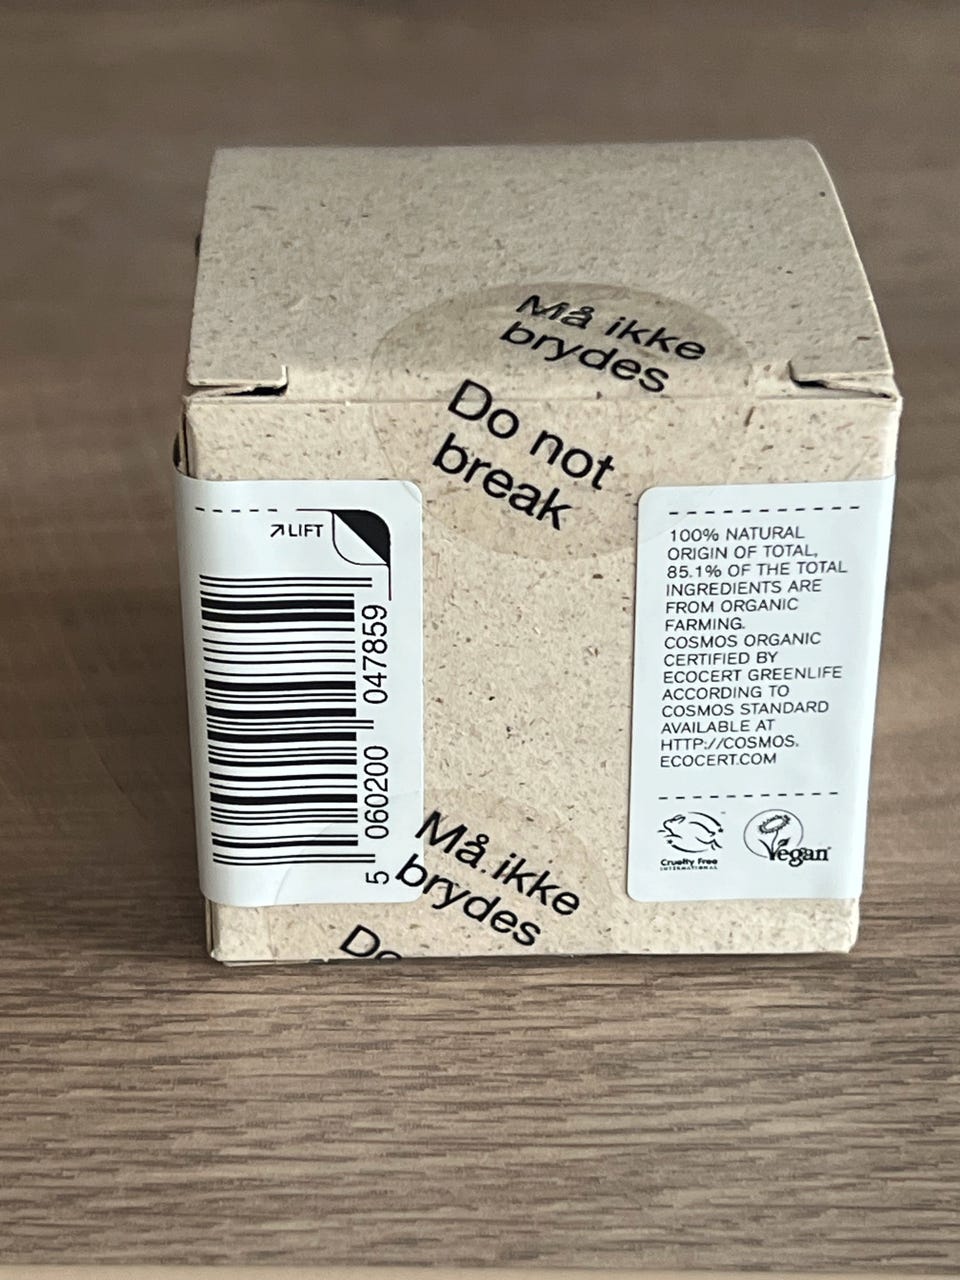 Må ikke
brydes
Do not
break
LIFT
5 060200 047859
100% NATURAL
ORIGIN OF TOTAL,
85.1% OF THE TOTAL
INGREDIENTS ARE
FROM ORGANIC
FARMING.
COSMOS ORGANIC
CERTIFIED BY
ECOCERT GREENLIFE
ACCORDING TO
COSMOS STANDARD
AVAILABLE AT
HTTP://COSMOS.
ECOCERT.COM
Cruelty Free
INTERNATIONAL
Vegan
Må ikke
brydes
Do